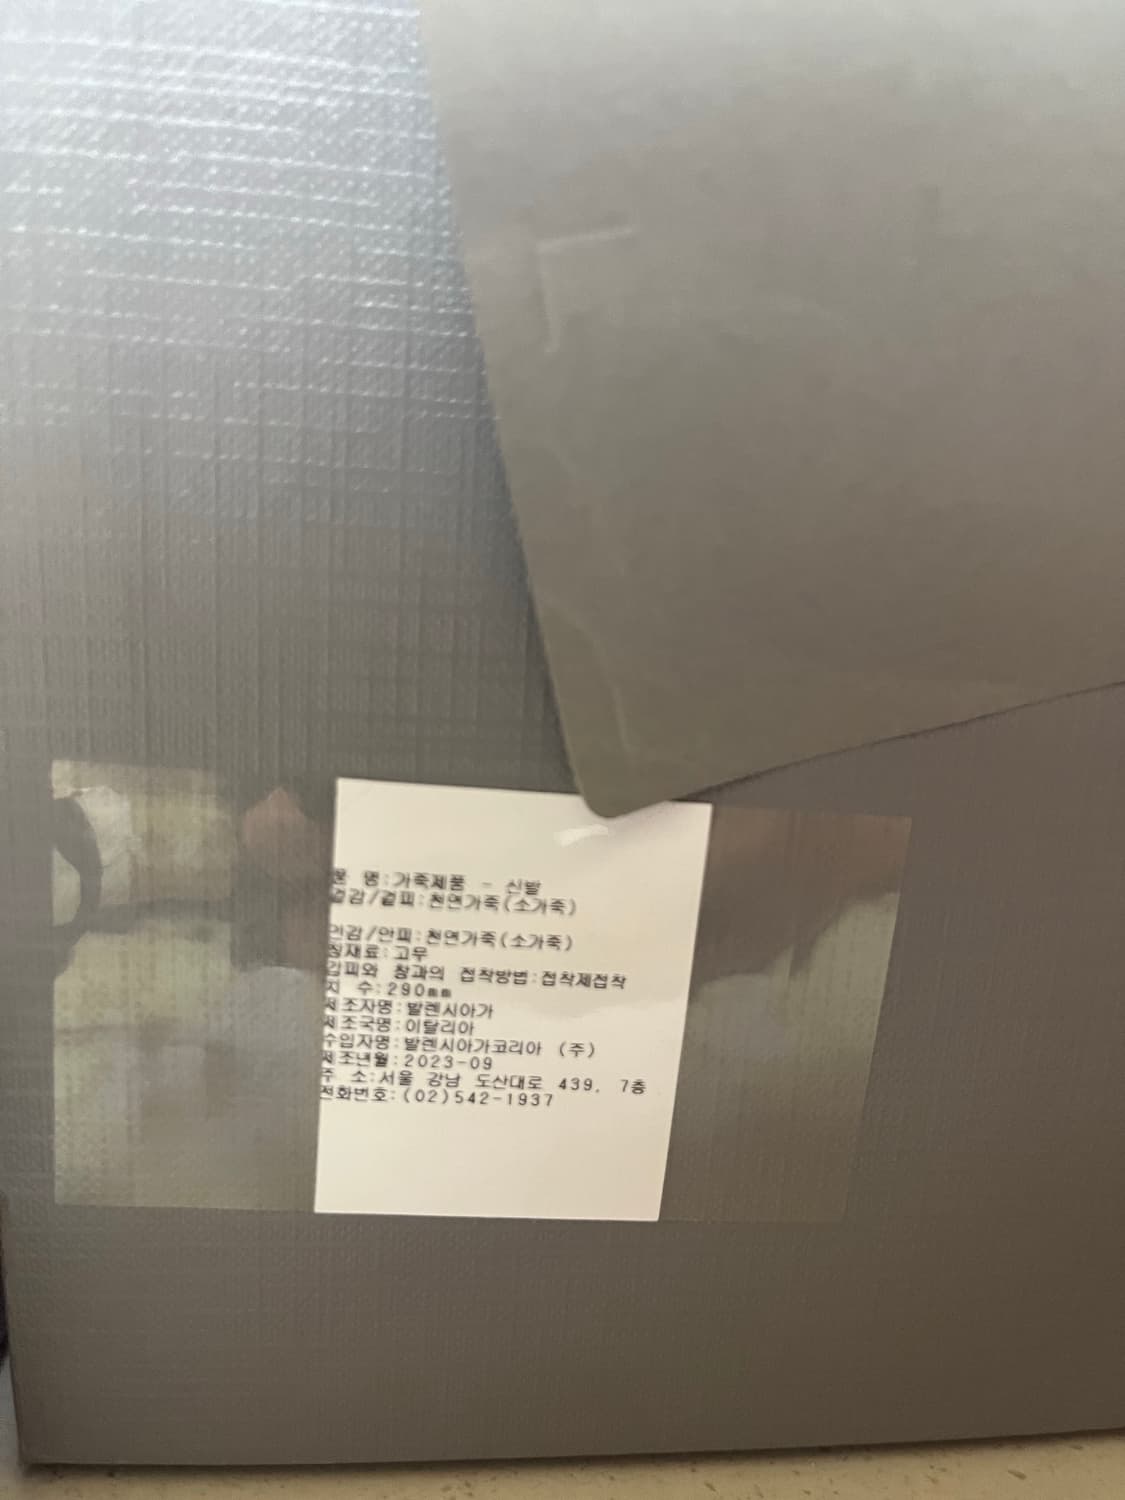 품 명:가죽제품 - 신발
겉감/겉피:천연가죽(소가죽)
안감/안피:천연가죽(소가죽)
창재료:고무
갑피와 창과의 접착방법:접착제접착
치 수:290mm
제조자명:발렌시아가
제조국명:이탈리아
수입자명:발렌시아가코리아 (주)
제조년월:2023-09
주 소:서울 강남 도산대로 439, 7층
전화번호:(02)542-1937